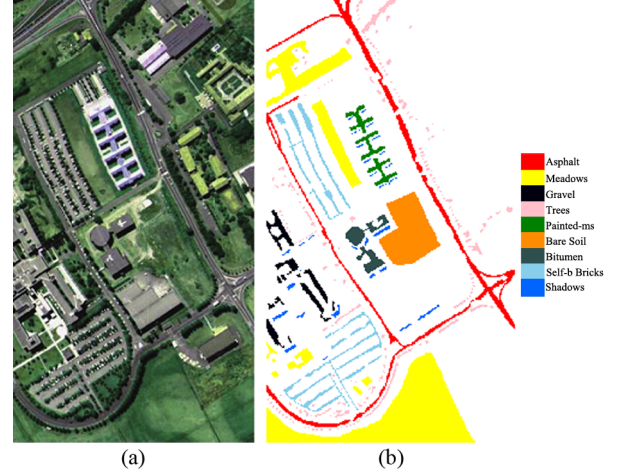 Asphalt
Meadows
Gravel
Trees
Painted-ms
Bare Soil
Bitumen
Self-b Bricks
Shadows
(a)
(b)